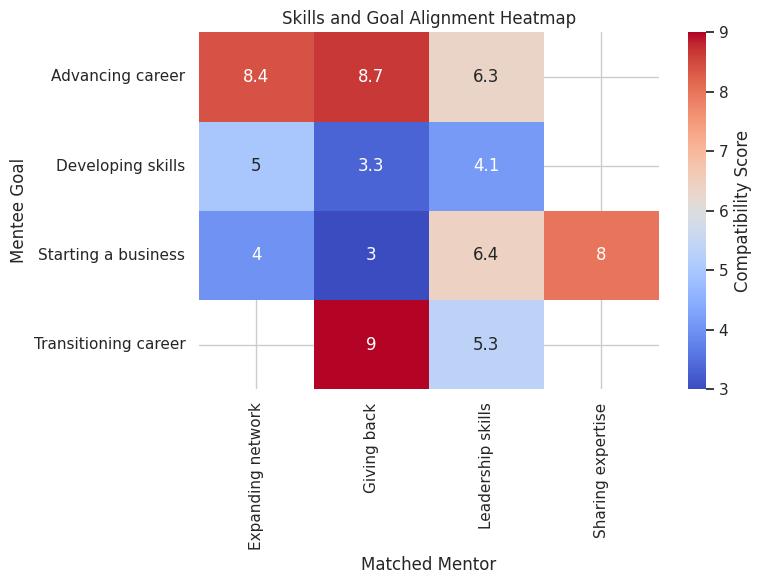 Skills and Goal Alignment Heatmap
Mentee Goal
Advancing career 8.4 8.7 6.3
Developing skills 5 3.3 4.1
Starting a business 4 3 6.4 8
Transitioning career 9 5.3
Expanding network
Giving back
Leadership skills
Sharing expertise
Matched Mentor
9
8
7
6
5
4
3
Compatibility Score